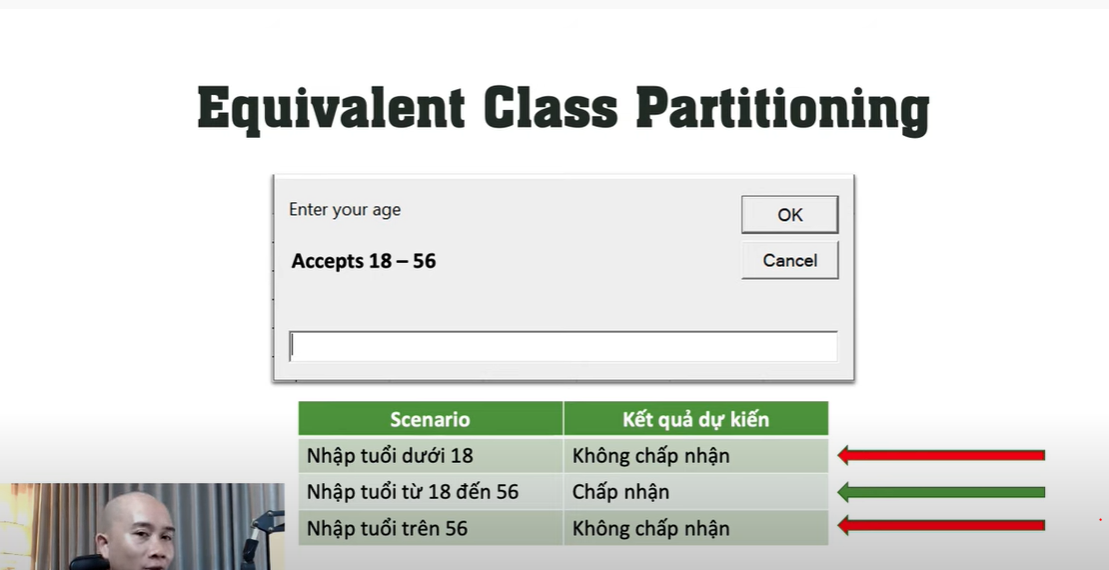 Equivalent Class Partitioning
Enter your age
OK
Accepts 18 – 56
Cancel
Scenario Kết quả dự kiến
Nhập tuổi dưới 18 Không chấp nhận
Nhập tuổi từ 18 đến 56 Chấp nhận
Nhập tuổi trên 56 Không chấp nhận